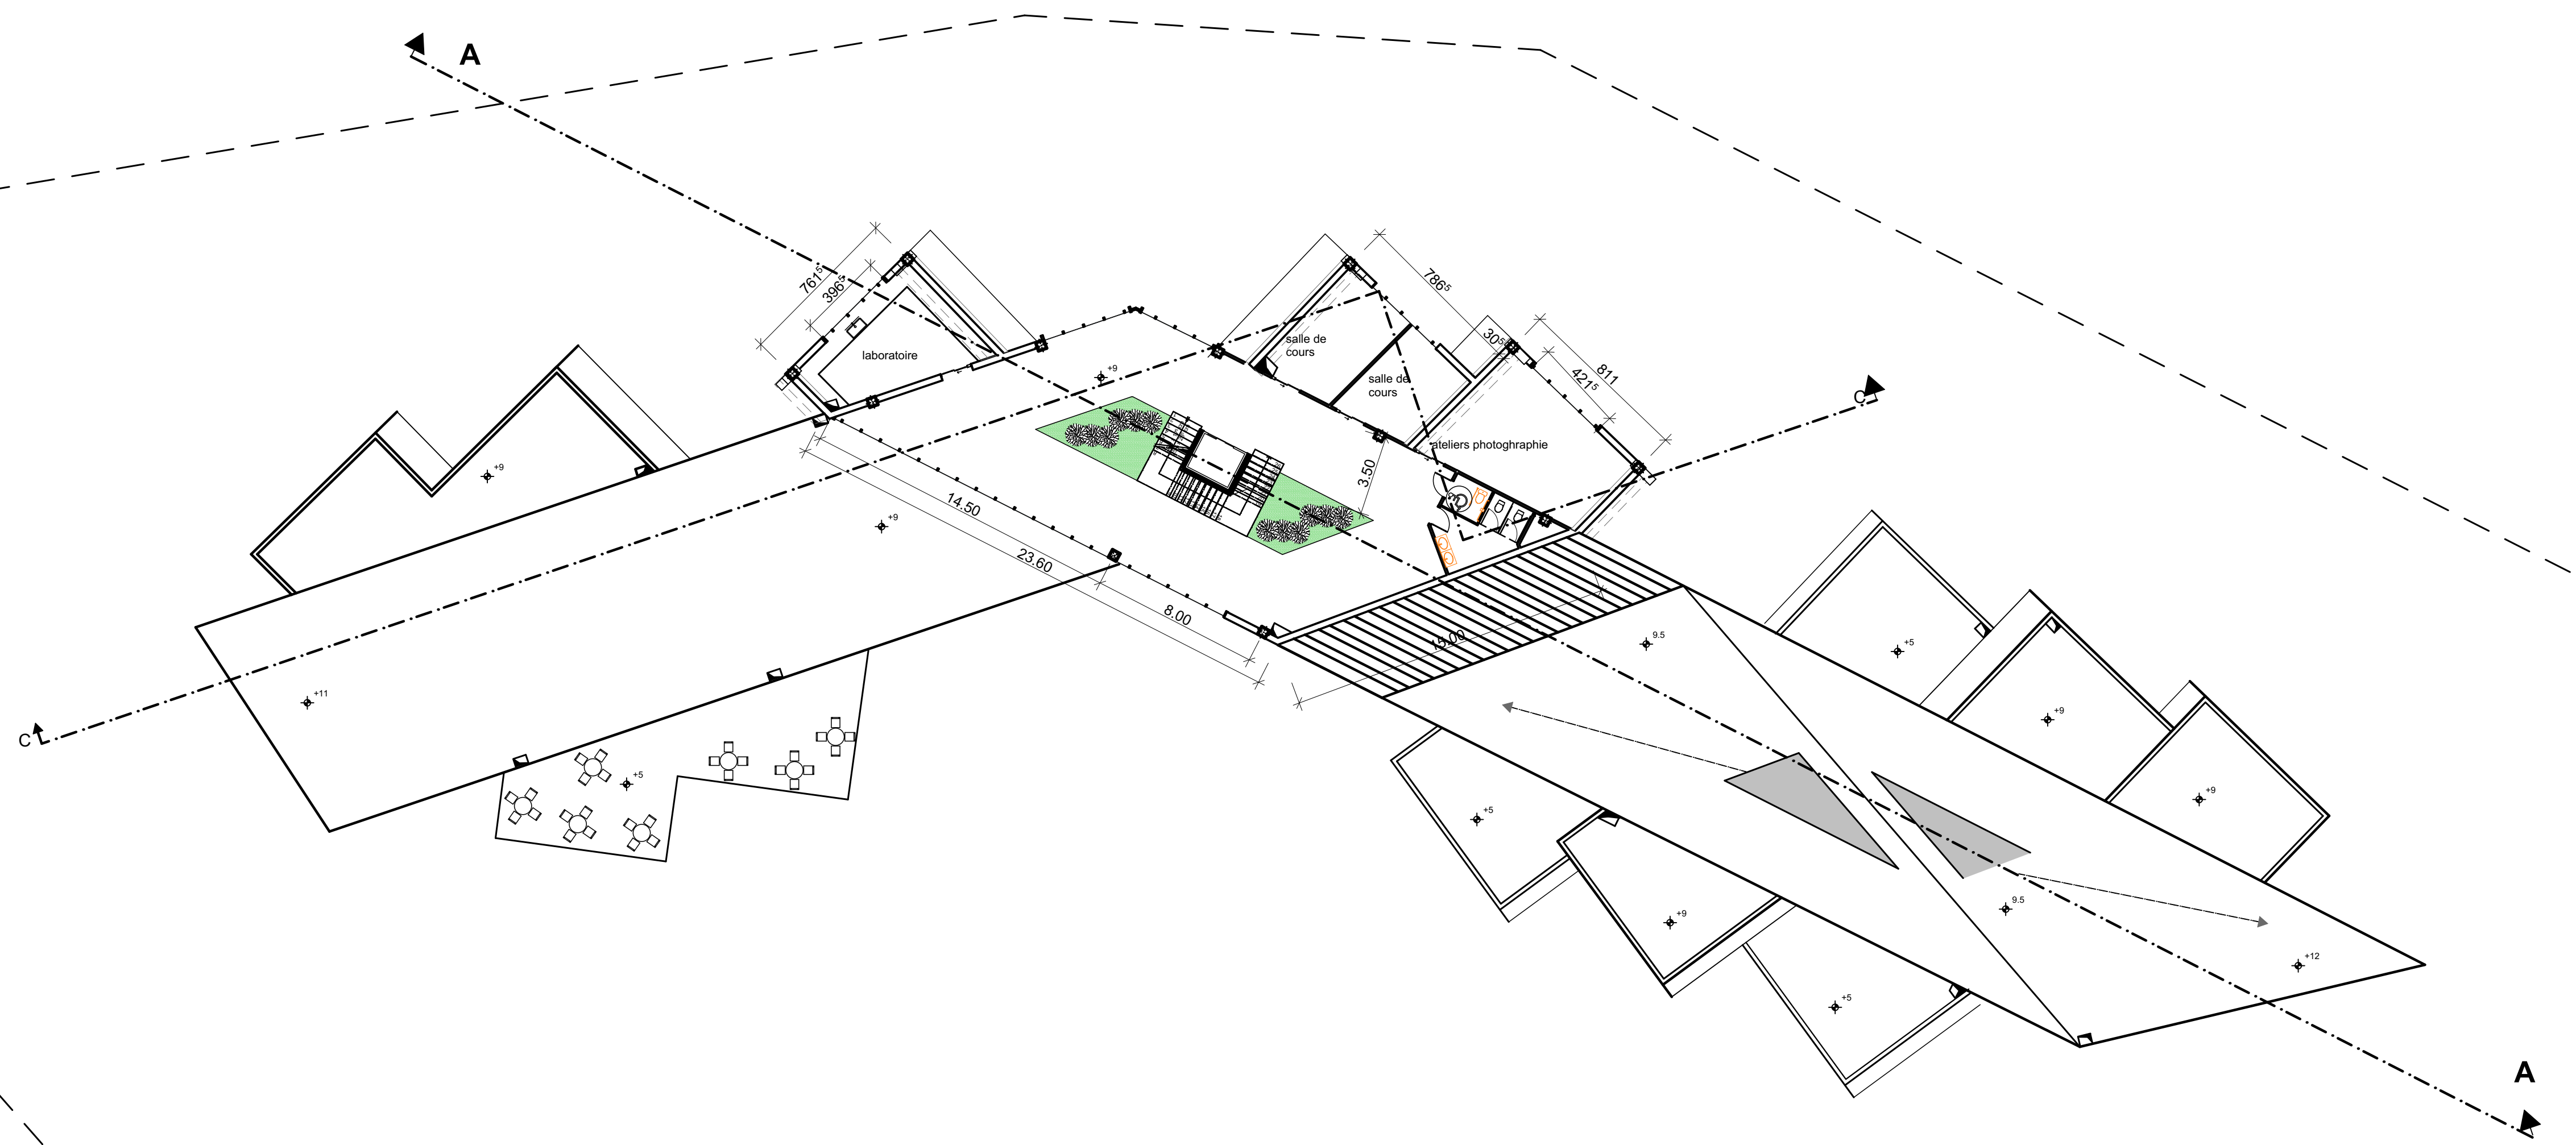 A
761⁵
396⁵
786⁵
30⁵
811
421⁵
laboratoire
salle de
cours
+9
salle de
cours
C
ateliers photoghraphie
+9
3.50
14.50
+9
23.60
8.00
15.00
9.5
+5
+11
+9
C
+5
+9
+5
+9
9.5
+12
+5
A